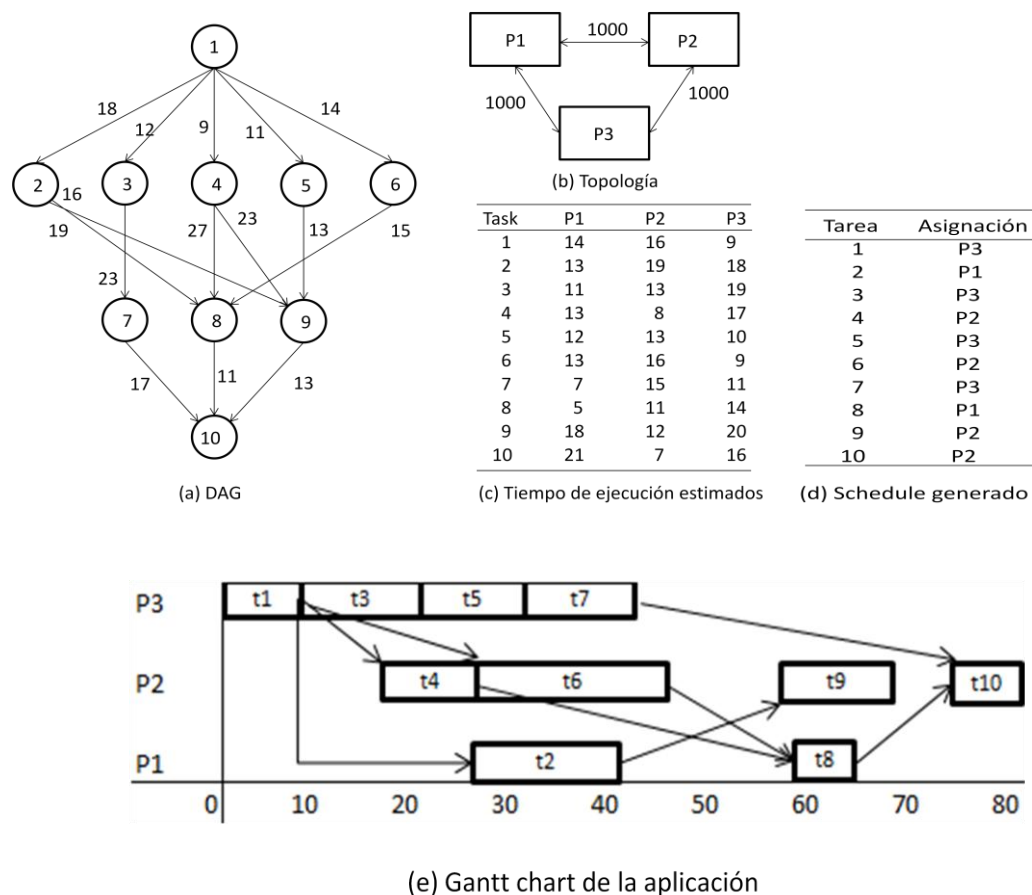 1
18
12
9
11
14
2
3
4
5
6
16
19
27
23
13
15
23
7
8
9
17
11
13
10
(a) DAG
P1
1000
P2
1000
1000
P3
(b) Topología
Task P1 P2 P3
1 14 16 9
2 13 19 18
3 11 13 19
4 13 8 17
5 12 13 10
6 13 16 9
7 7 15 11
8 5 11 14
9 18 12 20
10 21 7 16
(c) Tiempo de ejecución estimados
Tarea Asignación
1 P3
2 P1
3 P3
4 P2
5 P3
6 P2
7 P3
8 P1
9 P2
10 P2
(d) Schedule generado
P3 t1 t3 t5 t7
P2 t4 t6 t9 t10
P1 t2 t8
0 10 20 30 40 50 60 70 80
(e) Gantt chart de la aplicación